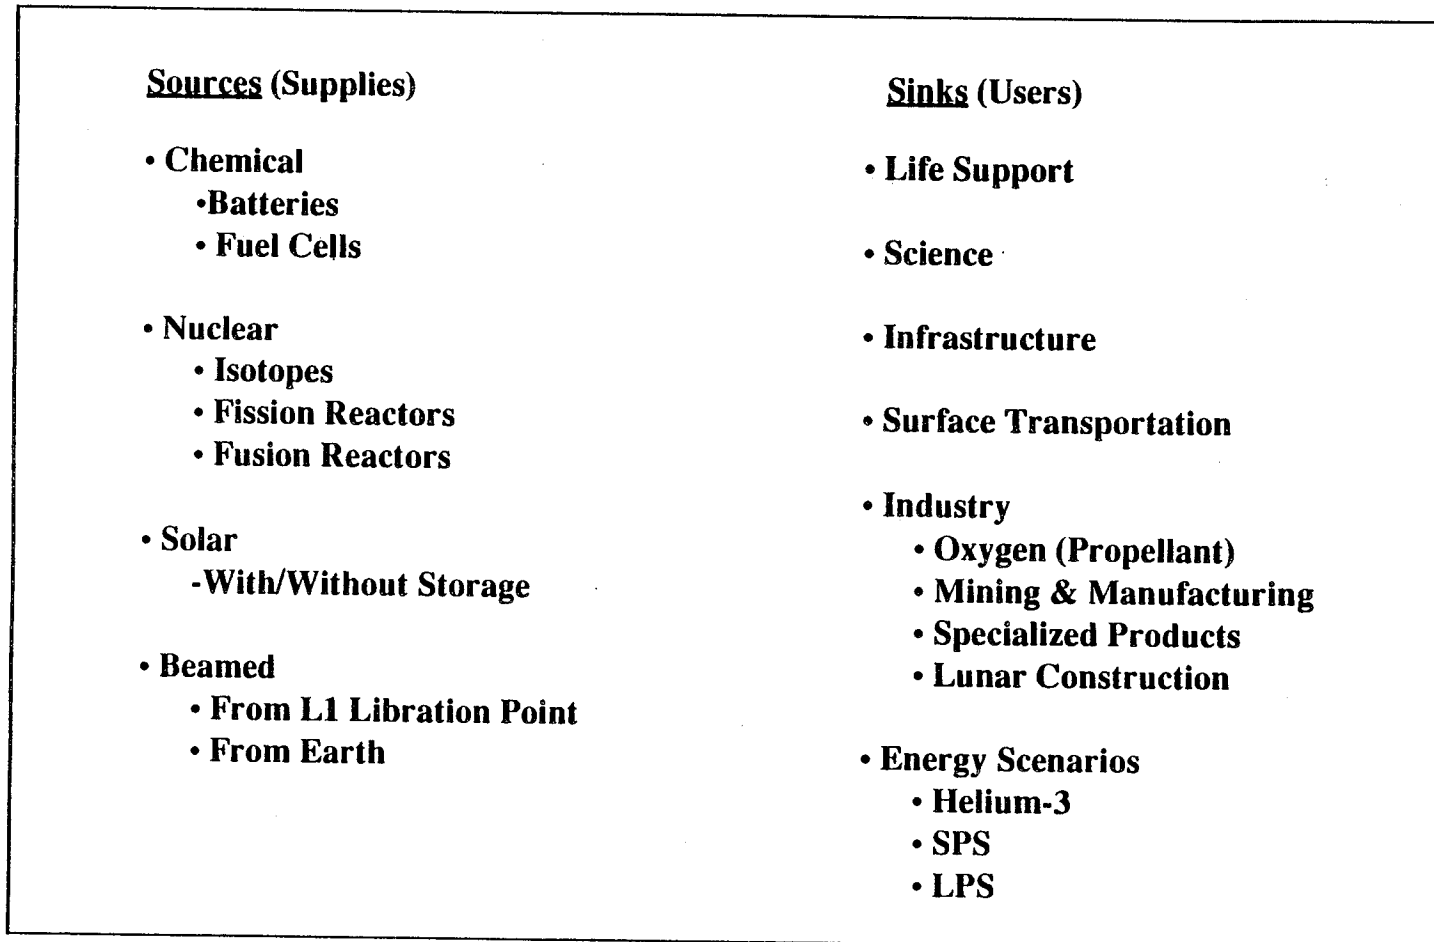 Sources (Supplies)
• Chemical
•Batteries
• Fuel Cells
• Nuclear
• Isotopes
• Fission Reactors
• Fusion Reactors
• Solar
-With/Without Storage
• Beamed
• From L1 Libration Point
• From Earth
Sinks (Users)
• Life Support
• Science
• Infrastructure
• Surface Transportation
• Industry
• Oxygen (Propellant)
• Mining & Manufacturing
• Specialized Products
• Lunar Construction
• Energy Scenarios
• Helium-3
• SPS
• LPS